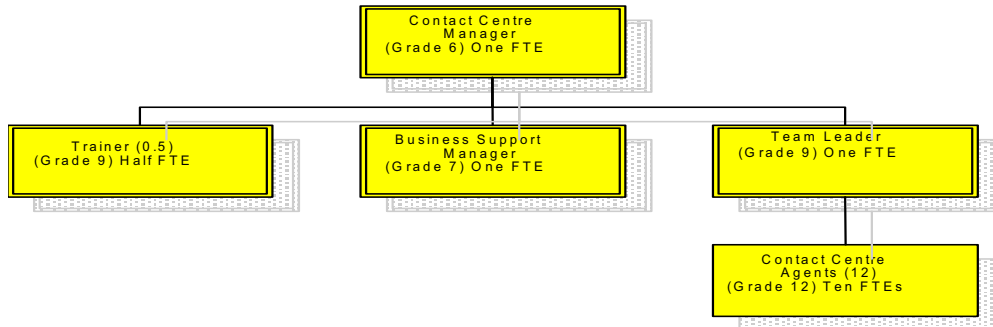 Contact Centre
Manager
(Grade 6) One FTE
Trainer (0.5)
(Grade 9) Half FTE
Business Support
Manager
(Grade 7) One FTE
Team Leader
(Grade 9) One FTE
Contact Centre
Agents (12)
(Grade 12) Ten FTEs